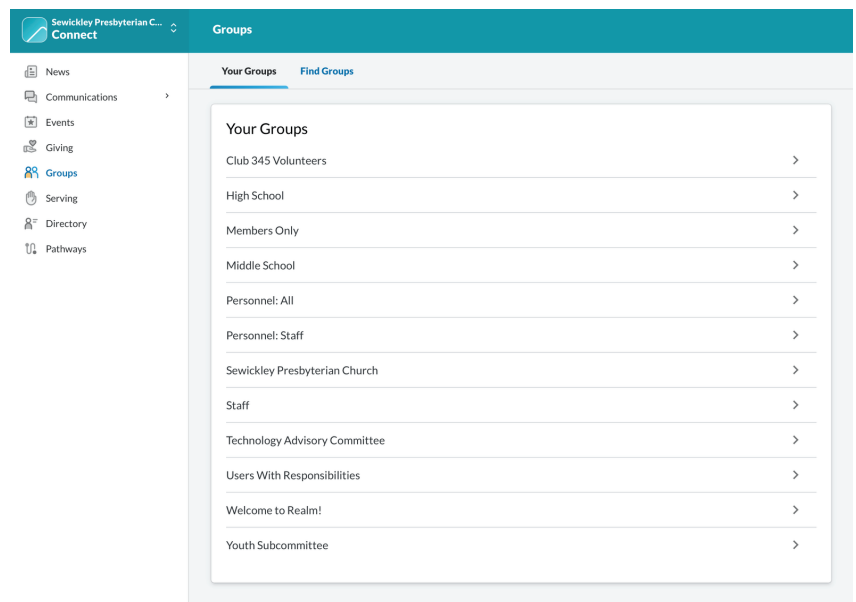 Sewickley Presbyterian C...
Connect
Groups
News
Communications
Events
Giving
Groups
Serving
Directory
Pathways
Your Groups
Find Groups
Your Groups
Club 345 Volunteers
High School
Members Only
Middle School
Personnel: All
Personnel: Staff
Sewickley Presbyterian Church
Staff
Technology Advisory Committee
Users With Responsibilities
Welcome to Realm!
Youth Subcommittee